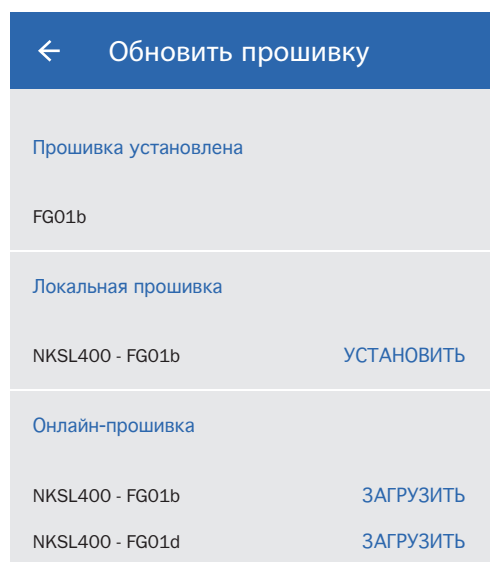 Обновить прошивку
Прошивка установлена
FG01b
Локальная прошивка
NKSL400 - FG01b УСТАНОВИТЬ
Онлайн-прошивка
NKSL400 - FG01b ЗАГРУЗИТЬ
NKSL400 - FG01d ЗАГРУЗИТЬ